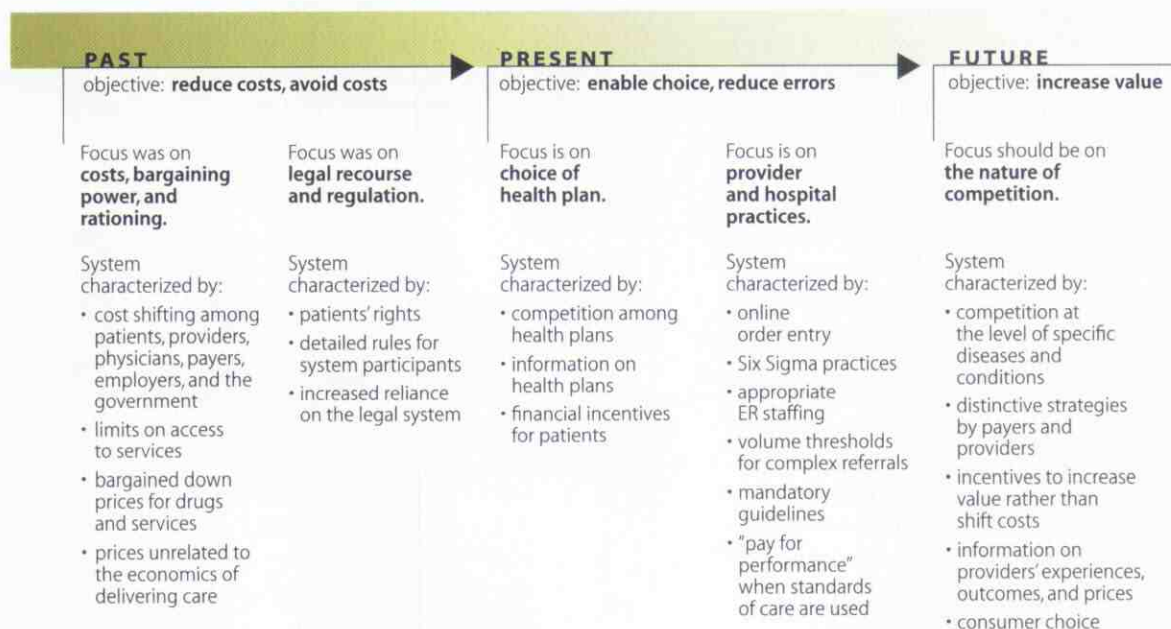 PAST
objective: reduce costs, avoid costs
Focus was on
costs, bargaining
power, and
rationing.
System
characterized by:
• cost shifting among
patients, providers,
physicians, payers,
employers, and the
government
• limits on access
to services
• bargained down
prices for drugs
and services
• prices unrelated to
the economics of
delivering care
Focus was on
legal recourse
and regulation.
System
characterized by:
• patients' rights
• detailed rules for
system participants
• increased reliance
on the legal system
PRESENT
objective: enable choice, reduce errors
Focus is on
choice of
health plan.
System
characterized by:
• competition among
health plans
• information on
health plans
• financial incentives
for patients
Focus is on
provider
and hospital
practices.
System
characterized by:
• online
order entry
• Six Sigma practices
• appropriate
ER staffing
• volume thresholds
for complex referrals
• mandatory
guidelines
• "pay for
performance"
when standards
of care are used
FUTURE
objective: increase value
Focus should be on
the nature of
competition.
System
characterized by:
• competition at
the level of specific
diseases and
conditions
• distinctive strategies
by payers and
providers
• incentives to increase
value rather than
shift costs
• information on
providers' experiences,
outcomes, and prices
• consumer choice